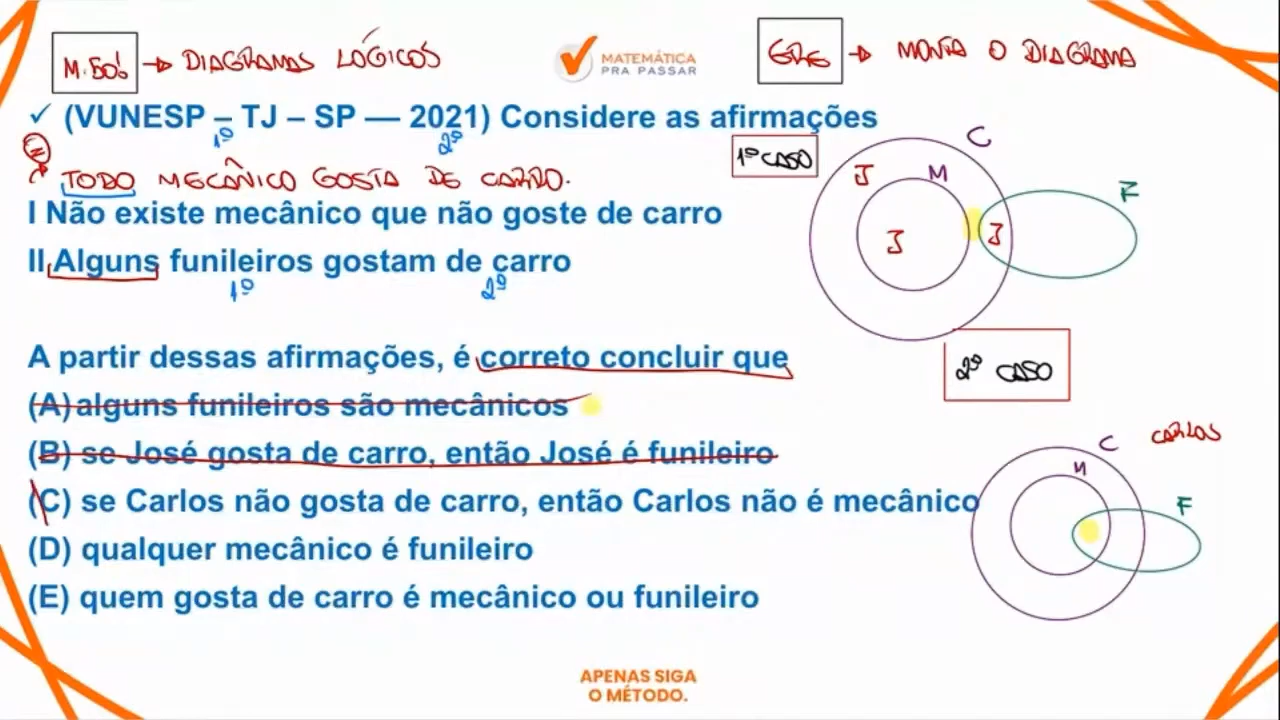 M.50% → DIAGRAMAS LÓGICOS
MATEMÁTICA
PRA PASSAR
GRE → MONTA O DIAGRAMA
✓ (VUNESP – TJ – SP –– 2021) Considere as afirmações
1º 2º
TODO MECÂNICO GOSTA DE CARRO.
I Não existe mecânico que não goste de carro
II Alguns funileiros gostam de carro
1º 2º
1º CASO
C
J M F
J J
A partir dessas afirmações, é correto concluir que
2º CASO
(A) alguns funileiros são mecânicos
(B) se José gosta de carro, então José é funileiro
(C) se Carlos não gosta de carro, então Carlos não é mecânico
(D) qualquer mecânico é funileiro
(E) quem gosta de carro é mecânico ou funileiro
C CARLOS
M
F
APENAS SIGA
O MÉTODO.